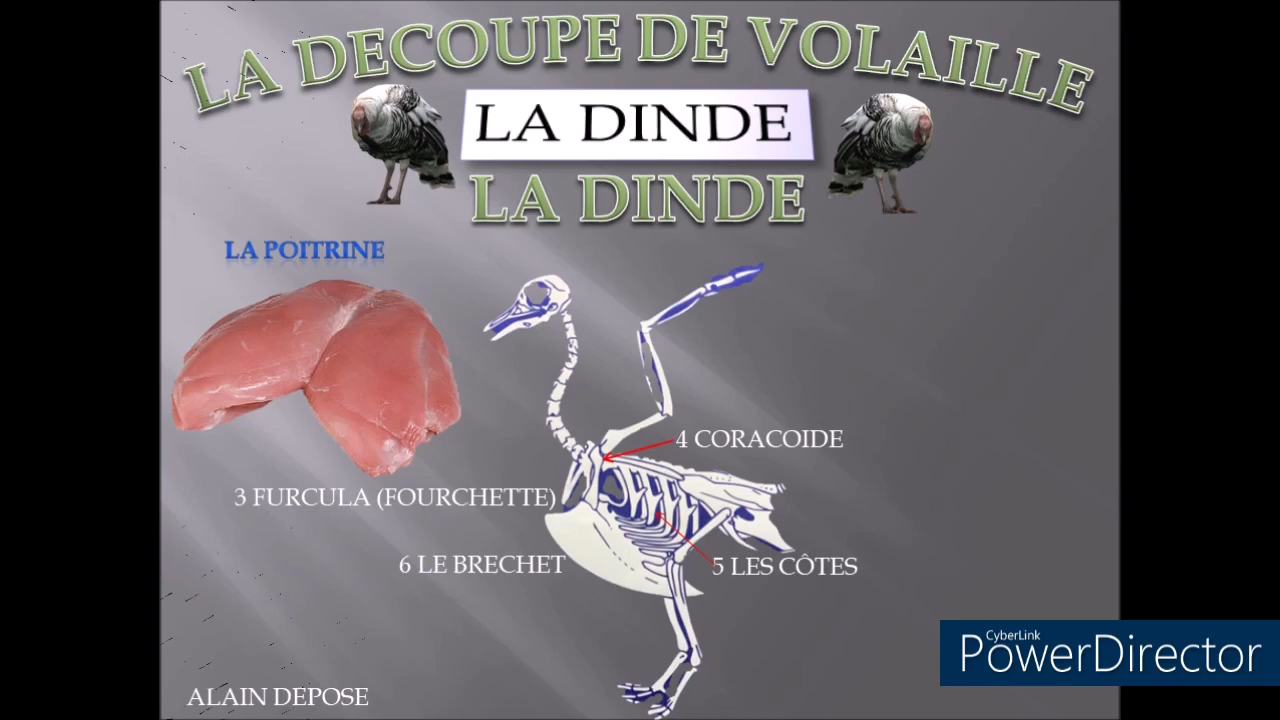 LA DECOUPE DE VOLAILLE
LA DINDE
LA DINDE
LA POITRINE
4 CORACOIDE
3 FURCULA (FOURCHETTE)
6 LE BRECHET
5 LES CÔTES
CyberLink
PowerDirector
ALAIN DEPOSE